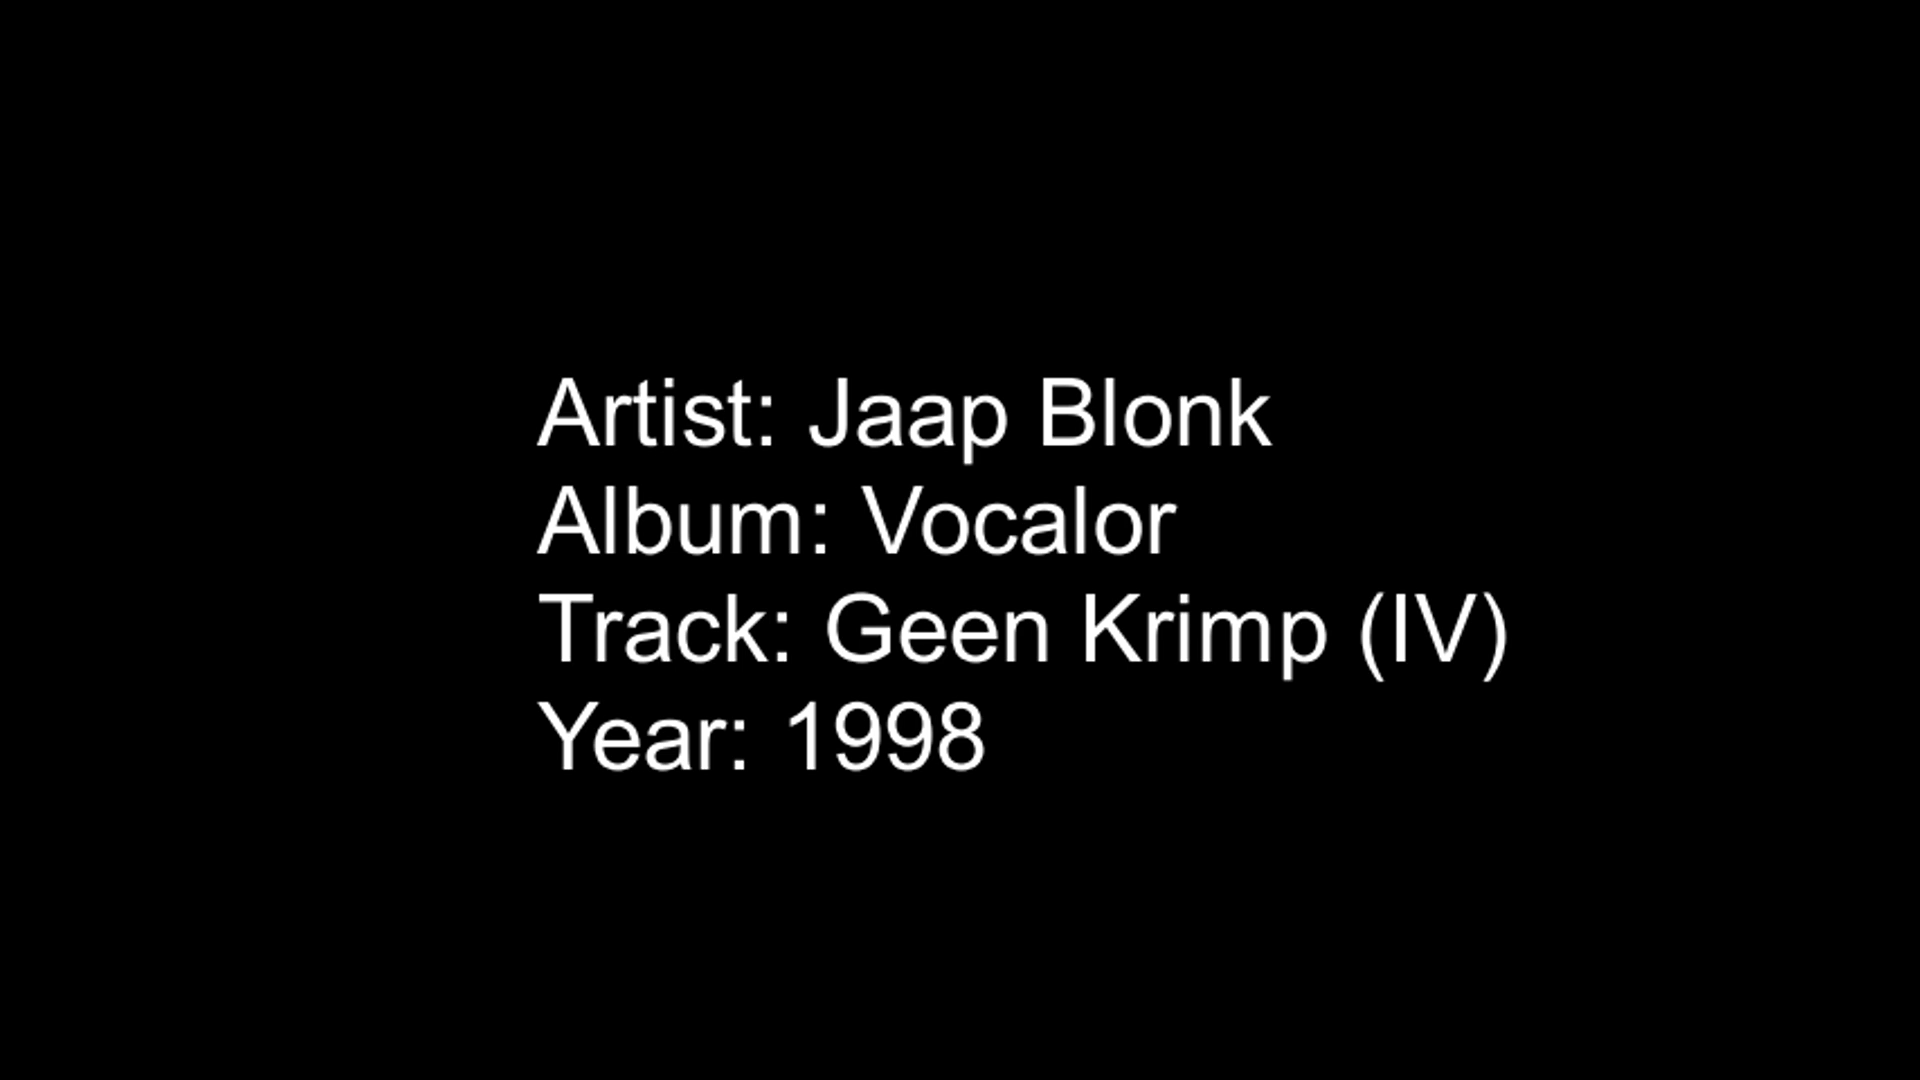 Artist: Jaap Blonk
Album: Vocalor
Track: Geen Krimp (IV)
Year: 1998